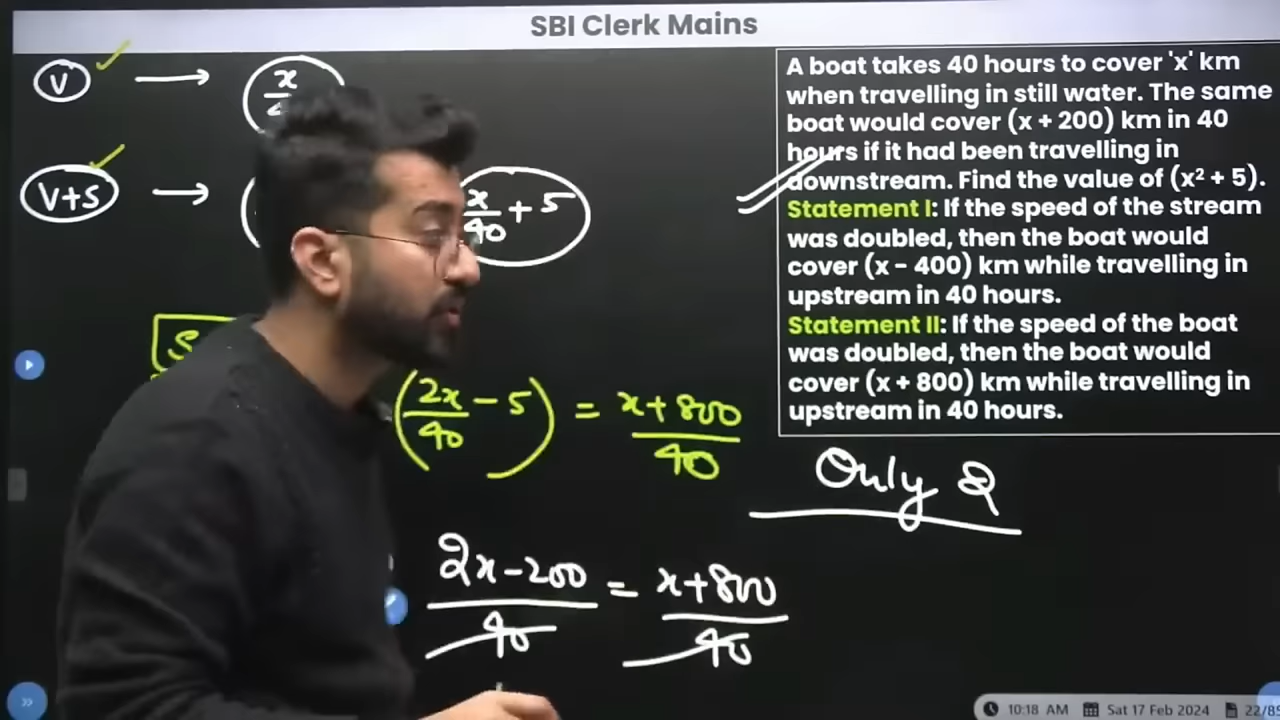 SBI Clerk Mains
V → x
V+S → x/40 + 5
A boat takes 40 hours to cover 'x' km
when travelling in still water. The same
boat would cover (x + 200) km in 40
hours if it had been travelling in
downstream. Find the value of (x² + 5).
Statement I: If the speed of the stream
was doubled, then the boat would
cover (x - 400) km while travelling in
upstream in 40 hours.
Statement II: If the speed of the boat
was doubled, then the boat would
cover (x + 800) km while travelling in
upstream in 40 hours.
S
(2x/40 - 5) = x+800/40
Only 2
2x-200/40 = x+800/40
10:18 AM Sat 17 Feb 2024 22/85